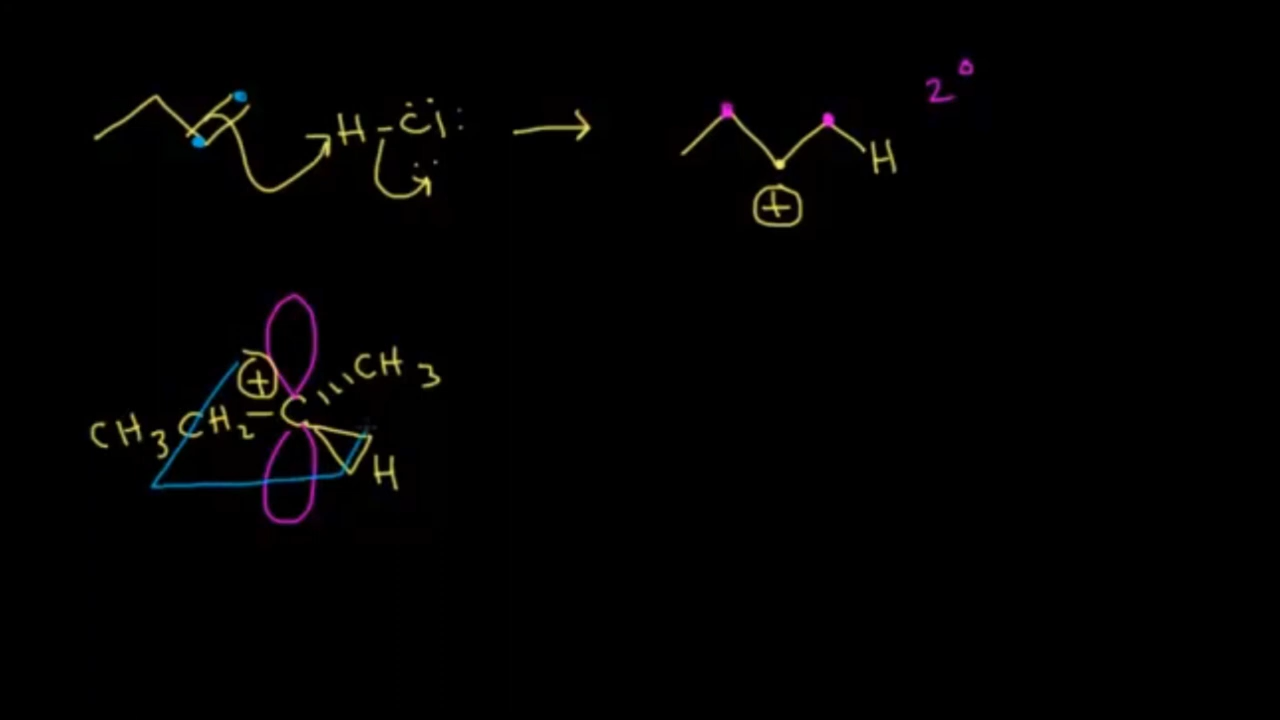 H-Cl:
H
+
2°
+
CH3
CH3CH2-C
H